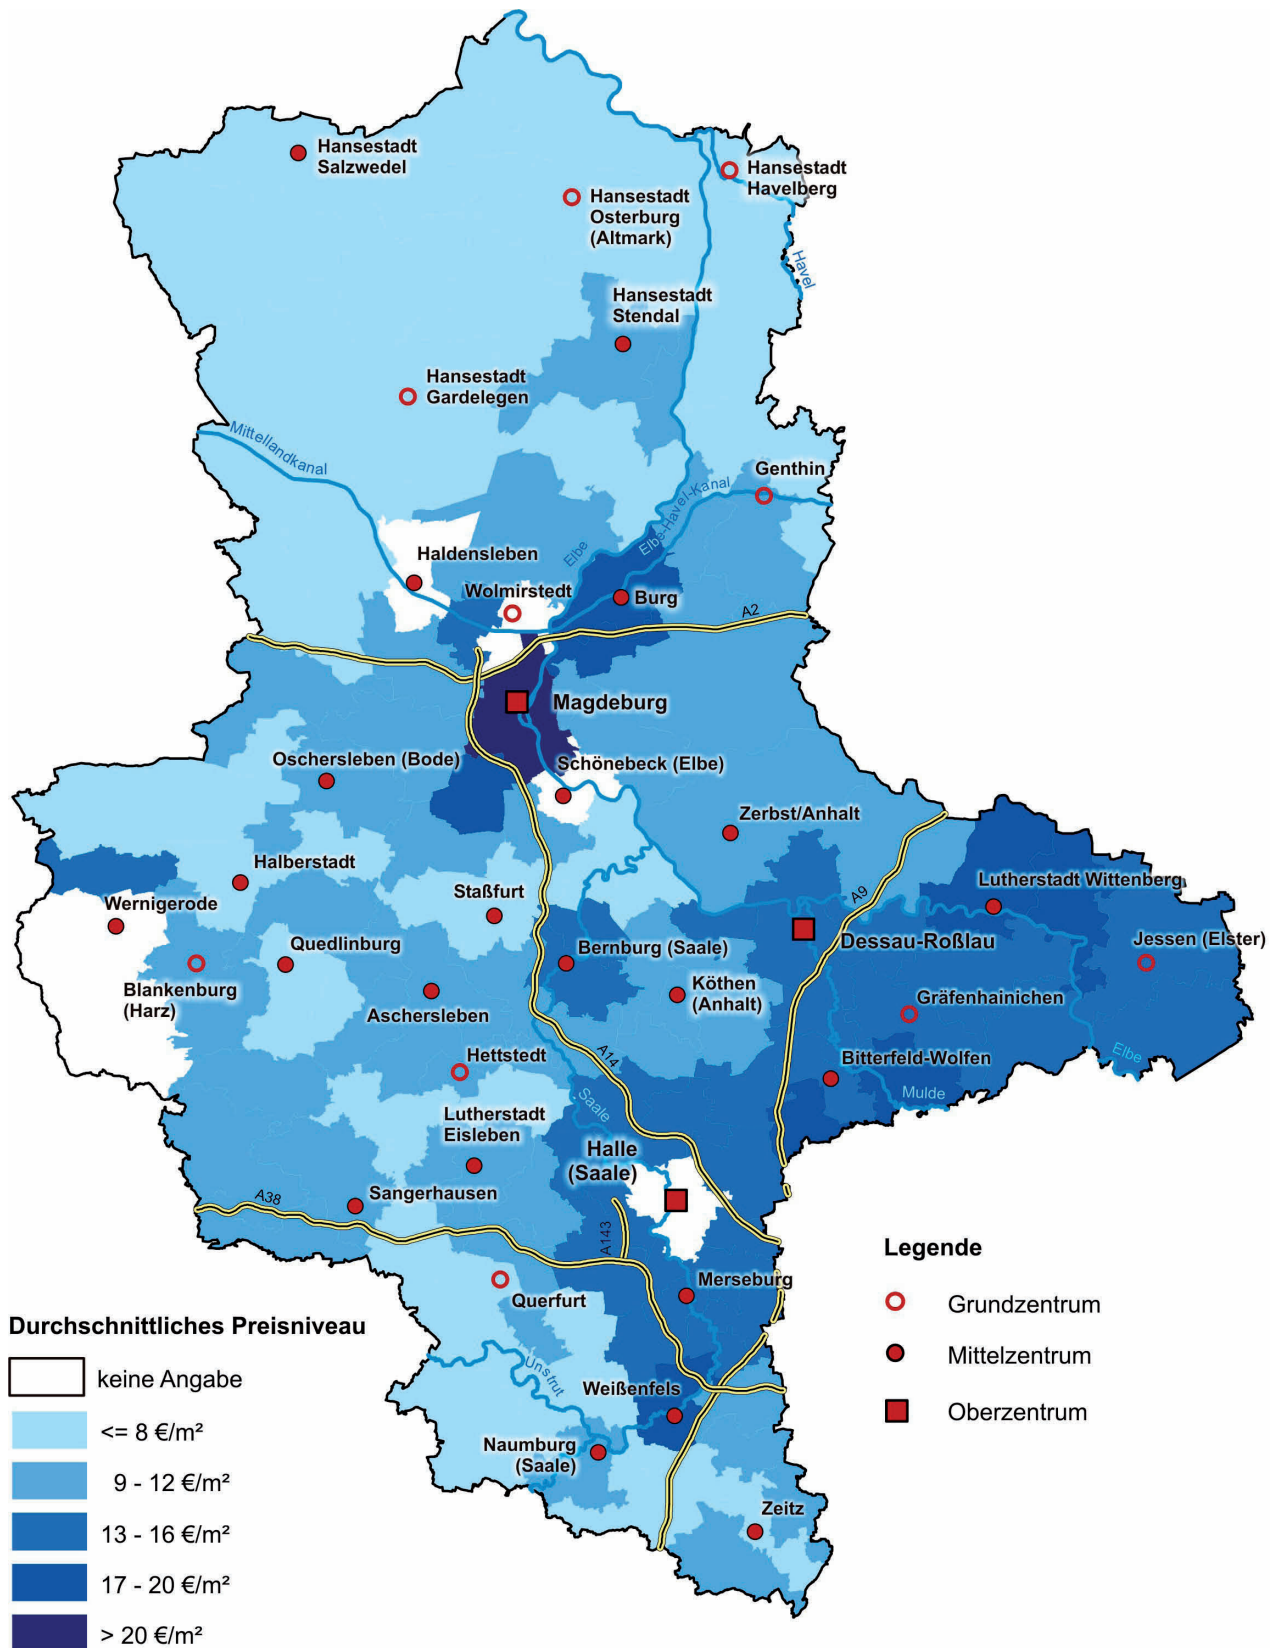 Hansestadt
Salzwedel
Hansestadt
Havelberg
Hansestadt
Osterburg
(Altmark)
Havel
Hansestadt
Stendal
Hansestadt
Gardelegen
Mittellandkanal
Genthin
Elbe-Havel-Kanal
Elbe
Haldensleben
Wolmirstedt
Burg
A2
Magdeburg
Oschersleben (Bode)
Schönebeck (Elbe)
Zerbst/Anhalt
Halberstadt
Staßfurt
A9
Lutherstadt Wittenberg
Wernigerode
Quedlinburg
Bernburg (Saale)
Dessau-Roßlau
Jessen (Elster)
Blankenburg
(Harz)
Aschersleben
Köthen
(Anhalt)
Gräfenhainichen
Hettstedt
A14
Bitterfeld-Wolfen
Elbe
Mulde
Saale
Lutherstadt
Eisleben
Halle
(Saale)
Sangerhausen
A38
A143
Merseburg
Querfurt
Unstrut
Weißenfels
Naumburg
(Saale)
Zeitz
Legende
Grundzentrum
Mittelzentrum
Oberzentrum
Durchschnittliches Preisniveau
keine Angabe
<= 8 €/m²
9 - 12 €/m²
13 - 16 €/m²
17 - 20 €/m²
> 20 €/m²